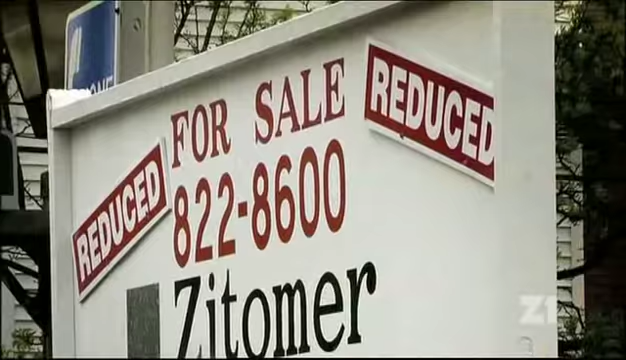 FOR SALE
REDUCED
REDUCED
822-8600
Zitomer